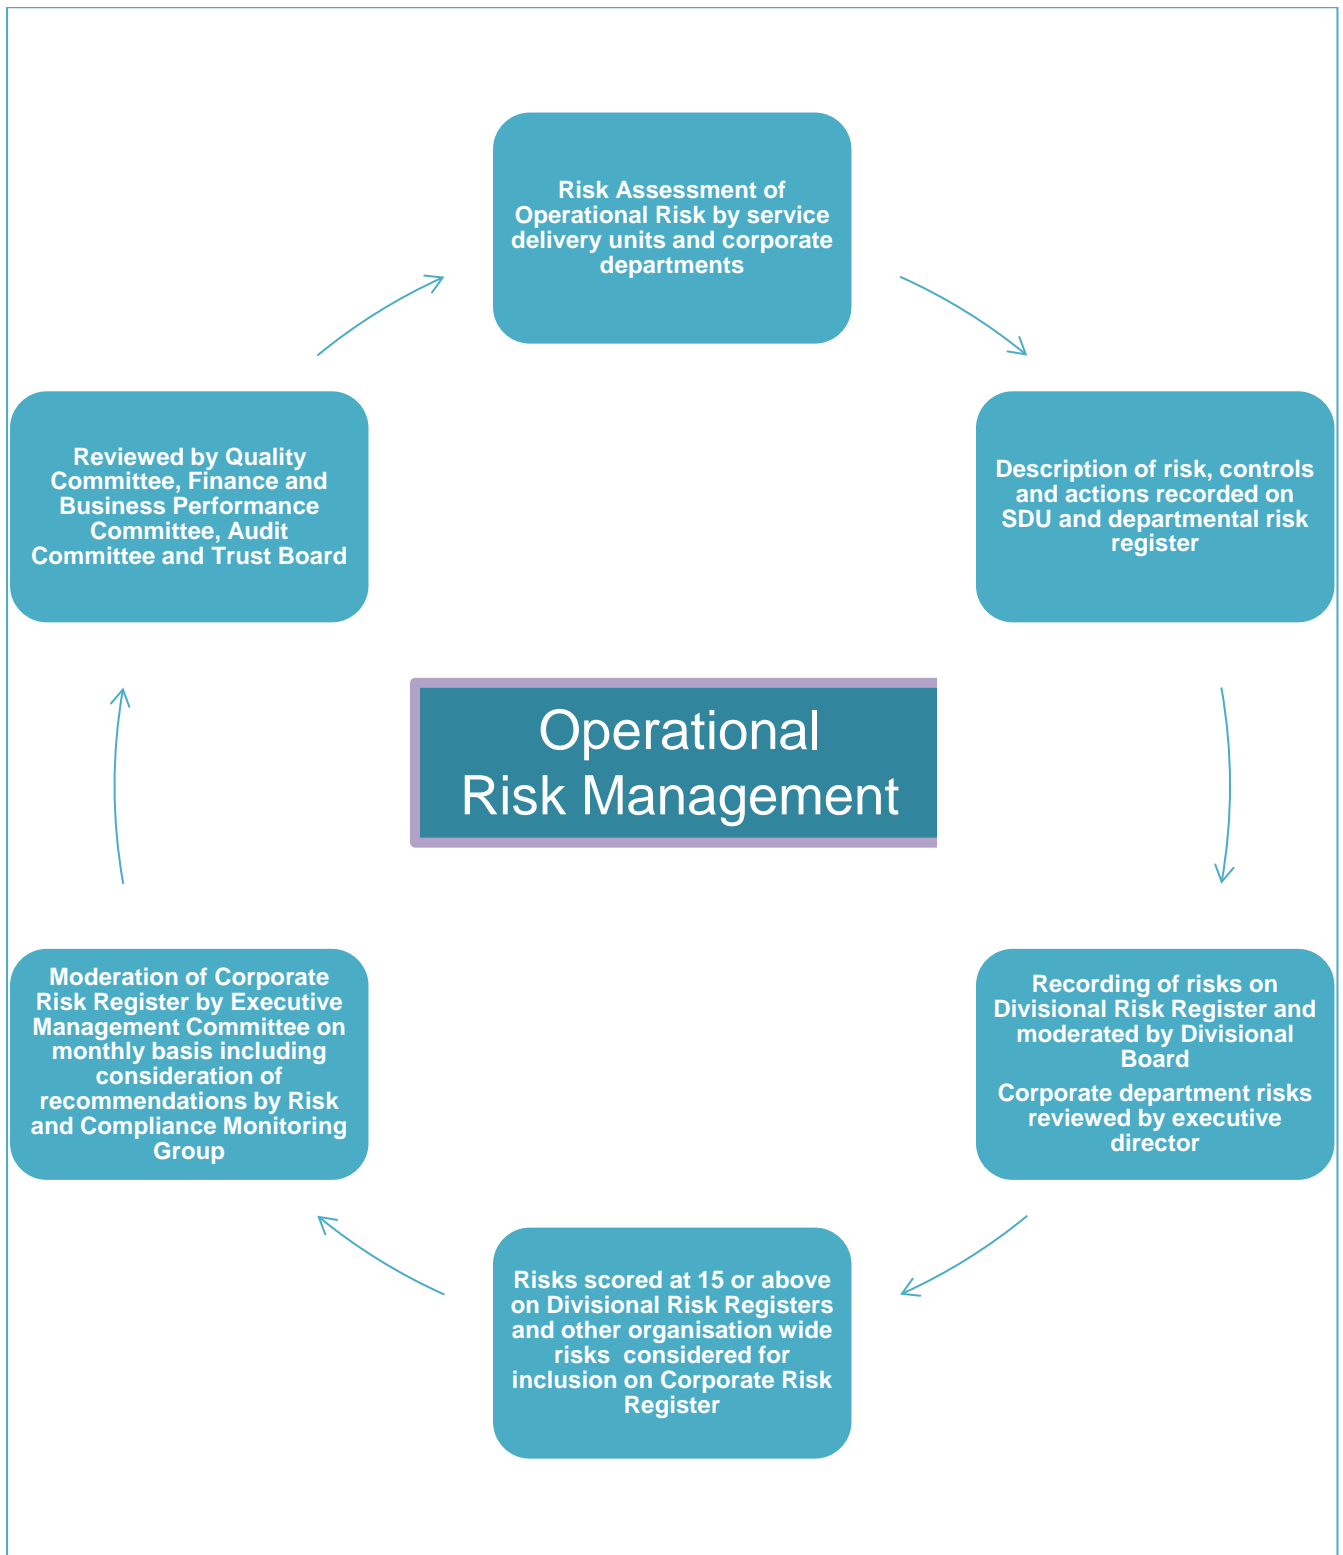 Risk Assessment of
Operational Risk by service
delivery units and corporate
departments
Description of risk, controls
and actions recorded on
SDU and departmental risk
register
Recording of risks on
Divisional Risk Register and
moderated by Divisional
Board
Corporate department risks
reviewed by executive
director
Risks scored at 15 or above
on Divisional Risk Registers
and other organisation wide
risks considered for
inclusion on Corporate Risk
Register
Moderation of Corporate
Risk Register by Executive
Management Committee on
monthly basis including
consideration of
recommendations by Risk
and Compliance Monitoring
Group
Reviewed by Quality
Committee, Finance and
Business Performance
Committee, Audit
Committee and Trust Board
Operational
Risk Management